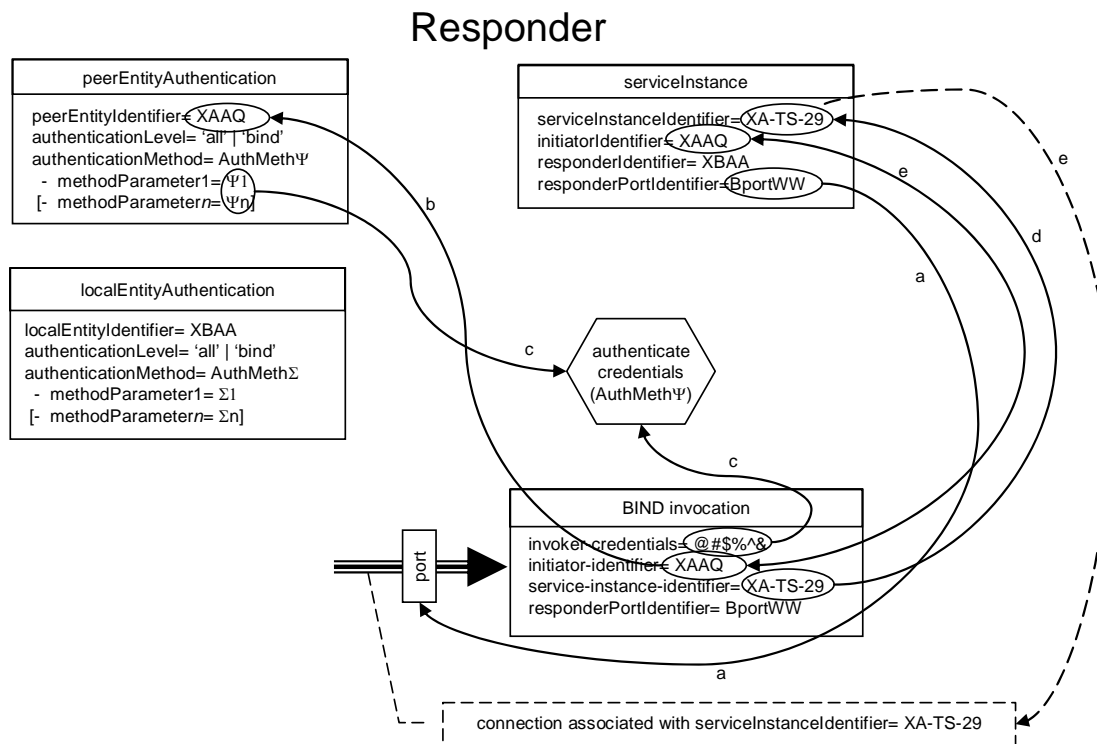 Responder
peerEntityAuthentication
peerEntityIdentifier= XAAQ
authenticationLevel= ‘all’ | ‘bind’
authenticationMethod= AuthMethΨ
- methodParameter1= Ψ1
[- methodParametern= Ψn]
serviceInstance
serviceInstanceIdentifier= XA-TS-29
initiatorIdentifier= XAAQ
responderIdentifier= XBAA
responderPortIdentifier=BportWW
e
e
b
d
a
localEntityAuthentication
localEntityIdentifier= XBAA
authenticationLevel= ‘all’ | ‘bind’
authenticationMethod= AuthMethΣ
- methodParameter1= Σ1
[- methodParametern= Σn]
c
authenticate
credentials
(AuthMethΨ)
c
BIND invocation
invoker-credentials= @#$%^&
initiator-identifier= XAAQ
service-instance-identifier= XA-TS-29
responderPortIdentifier= BportWW
port
a
connection associated with serviceInstanceIdentifier= XA-TS-29